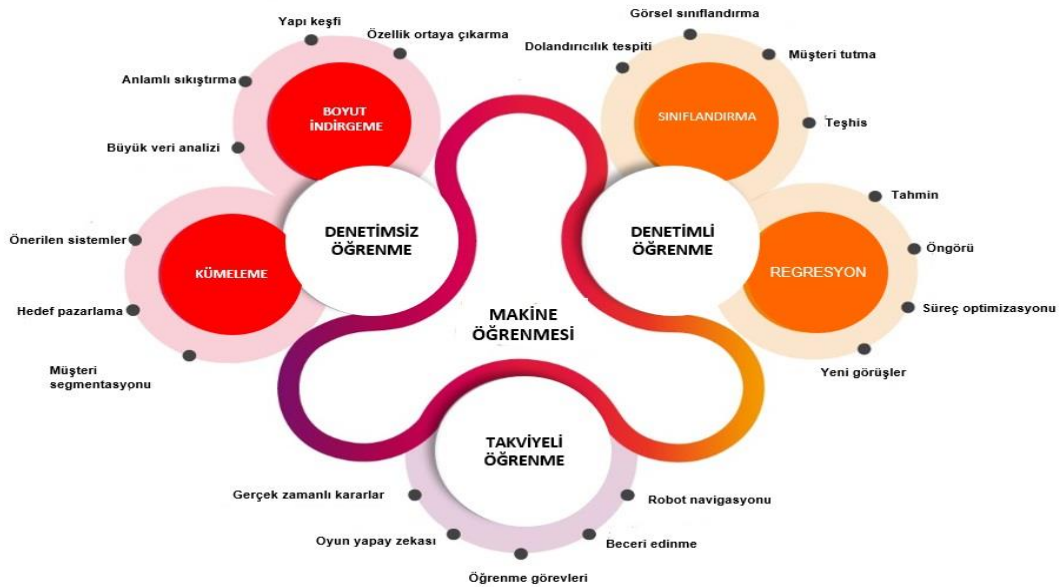 Yapı keşfi
Özellik ortaya çıkarma
Anlamlı sıkıştırma
Büyük veri analizi
BOYUT
İNDİRGEME
Görsel sınıflandırma
Dolandırıcılık tespiti
Müşteri tutma
Teşhis
SINIFLANDIRMA
DENETİMSİZ
ÖĞRENME
DENETİMLİ
ÖĞRENME
Önerilen sistemler
Hedef pazarlama
Müşteri
segmentasyonu
KÜMELEME
Tahmin
Öngörü
Süreç optimizasyonu
Yeni görüşler
REGRESYON
MAKİNE
ÖĞRENMESİ
TAKVİYELİ
ÖĞRENME
Gerçek zamanlı kararlar
Oyun yapay zekası
Öğrenme görevleri
Beceri edinme
Robot navigasyonu